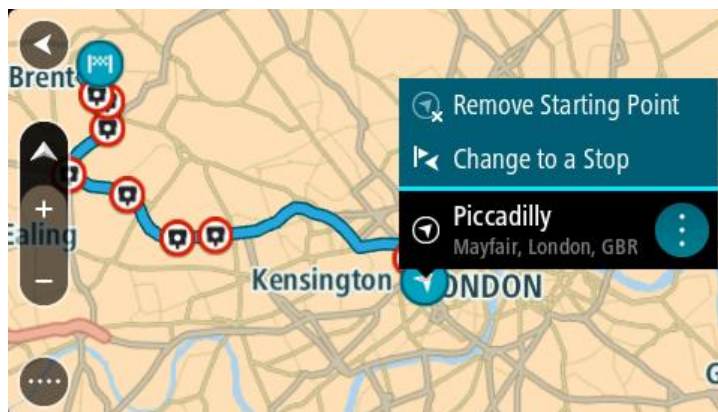 Brent
Remove Starting Point
Change to a Stop
Piccadilly
Mayfair, London, GBR
Ealing
Kensington
ONDON
G